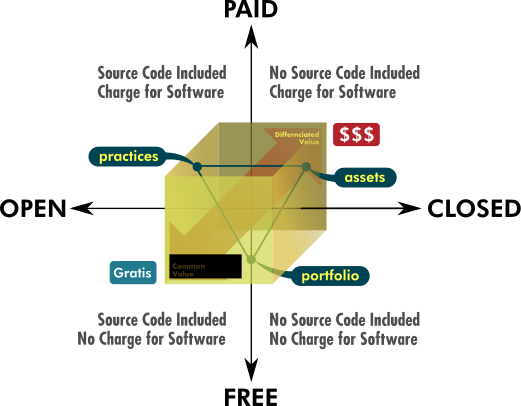 PAID
Source Code Included
Charge for Software
No Source Code Included
Charge for Software
Differnciated
Value
$$$
practices
assets
OPEN
CLOSED
Gratis
Common
Value
portfolio
Source Code Included
No Charge for Software
No Source Code Included
No Charge for Software
FREE